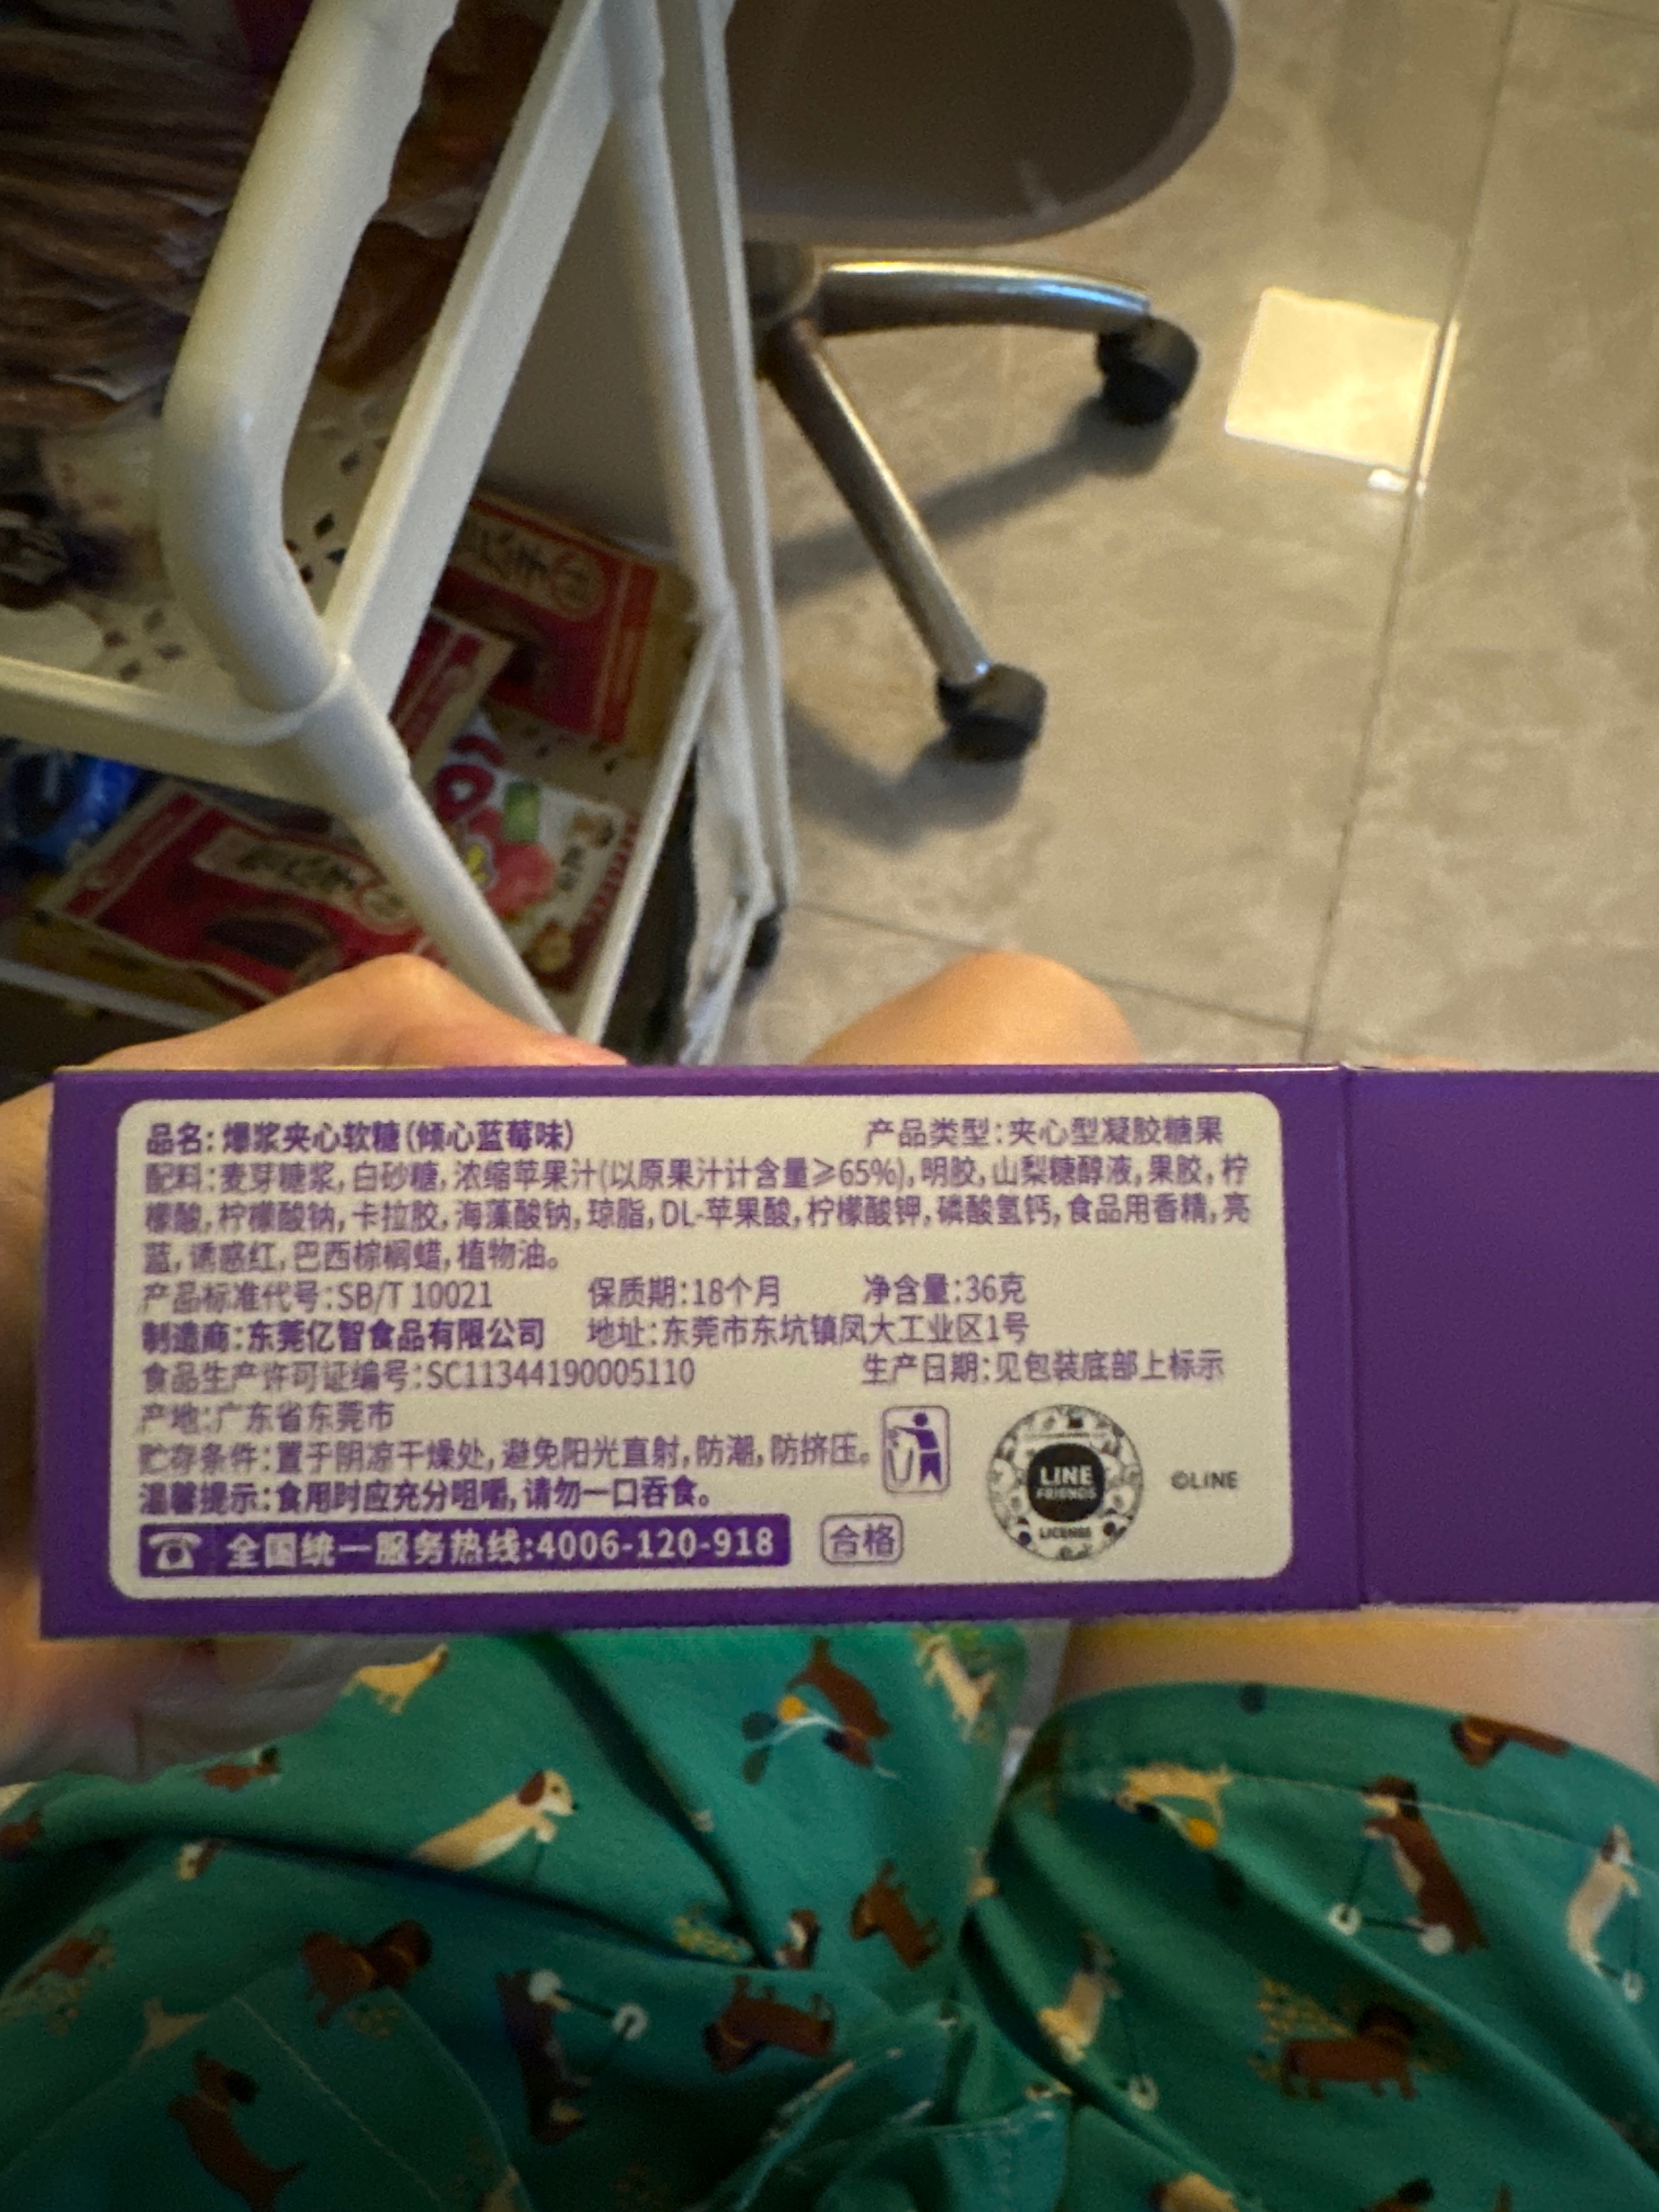 品名:爆浆夹心软糖(倾心蓝莓味) 产品类型:夹心型凝胶糖果
配料:麦芽糖浆,白砂糖,浓缩苹果汁(以原果汁计含量≥65%),明胶,山梨糖醇液,果胶,柠
檬酸,柠檬酸钠,卡拉胶,海藻酸钠,琼脂,DL-苹果酸,柠檬酸钾,磷酸氢钙,食品用香精,亮
蓝,诱惑红,巴西棕榈蜡,植物油。
产品标准代号:SB/T 10021 保质期:18个月 净含量:36克
制造商:东莞亿智食品有限公司 地址:东莞市东坑镇凤大工业区1号
食品生产许可证编号:SC11344190005110 生产日期:见包装底部上标示
产地:广东省东莞市
贮存条件:置于阴凉干燥处,避免阳光直射,防潮,防挤压。
温馨提示:食用时应充分咀嚼,请勿一口吞食。
全国统一服务热线:4006-120-918
合格
LINE
FRIENDS
LICENSE
©LINE